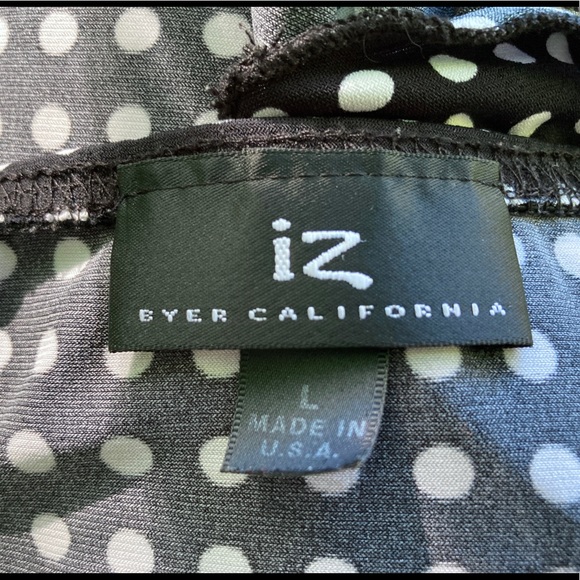 iz
BYER CALIFORNIA
L
MADE IN
U.S.A.